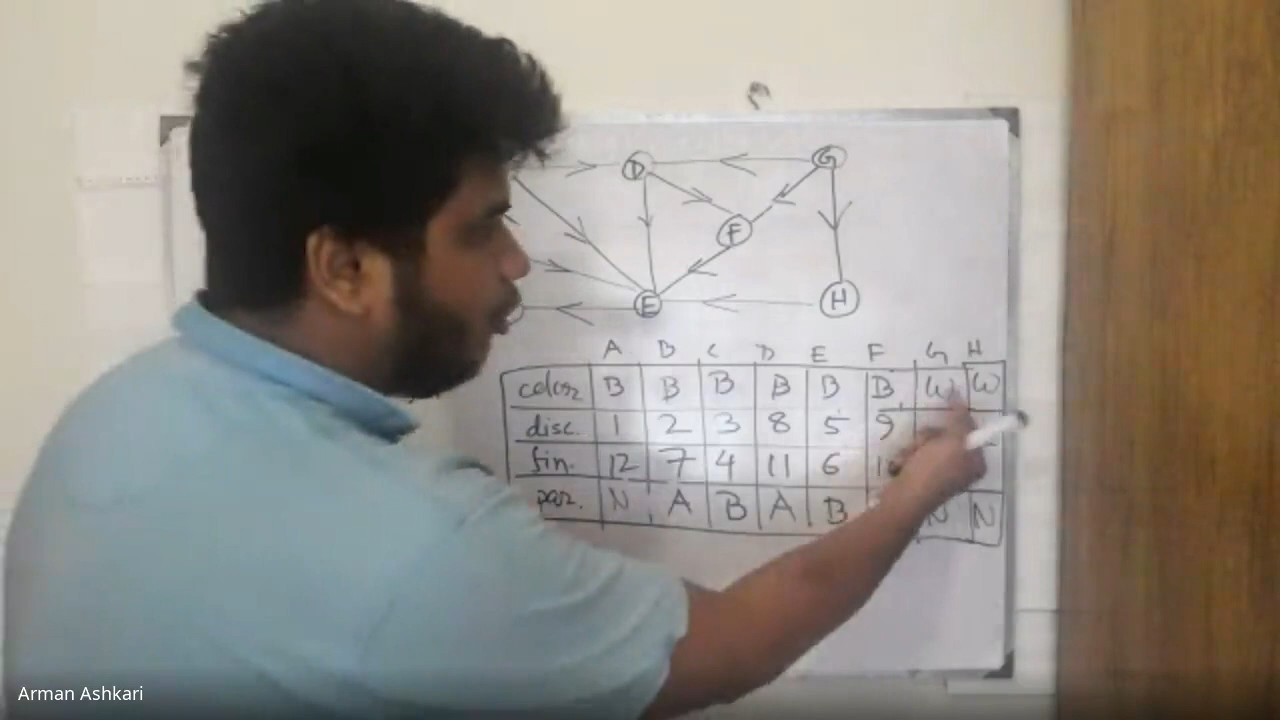 D G
F
E H
A B C D E F G H
color B B B B B B W W
disc. 1 2 3 8 5 9
fin. 12 7 4 11 6
par. N A B A B N N
Arman Ashkari